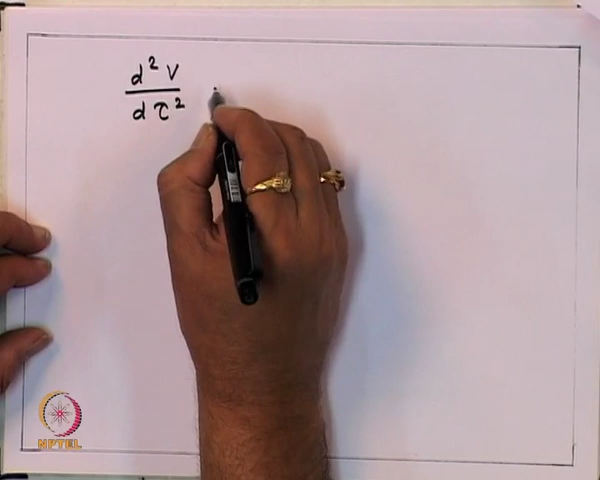 d² V
d τ²
NPTEL